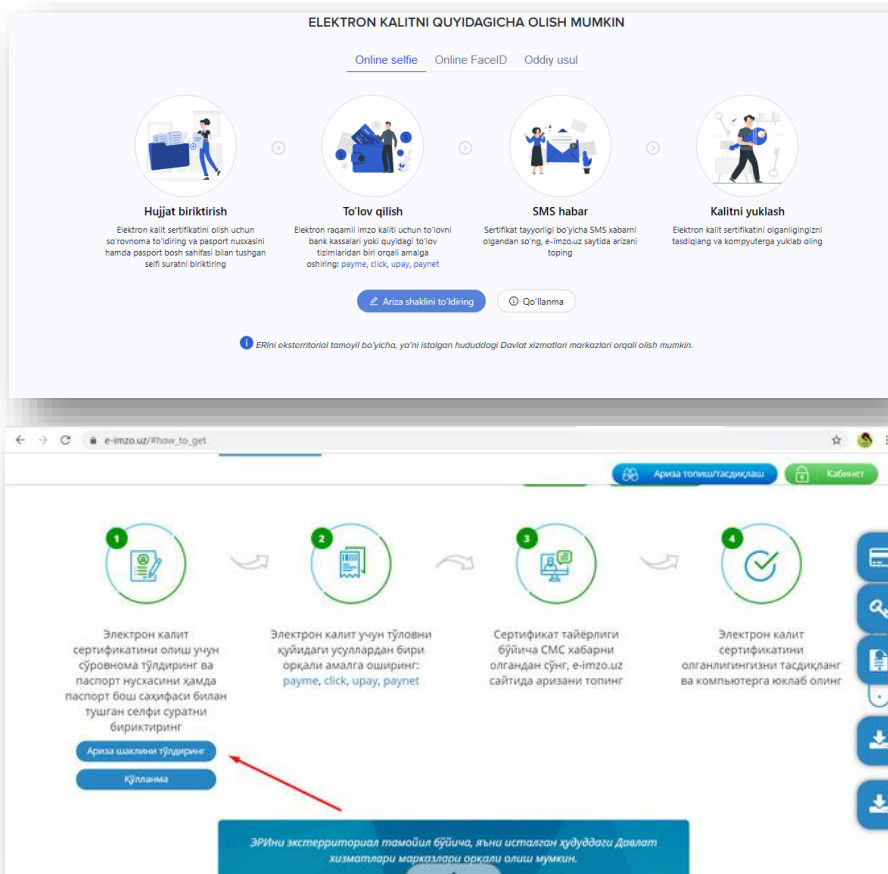 ELEKTRON KALITNI QUYIDAGICHA OLISH MUMKIN
Online selfie Online FaceID Oddiy usul
Hujjat biriktirish
Elektron kalit sertifikatini olish uchun
so'rovnoma to'ldiring va pasport nusxasini
hamda pasport bosh sahifasi bilan tushgan
selfi suratni biriktiring
To'lov qilish
Elektron raqamli imzo kaliti uchun to'lovni
bank kassalari yoki quyidagi to'lov
tizimlaridan biri orqali amalga
oshiring: payme, click, upay, paynet
SMS habar
Sertifikat tayyorligi bo'yicha SMS xabarni
olgandan so'ng, e-imzo.uz saytida arizani
toping
Kalitni yuklash
Elektron kalit sertifikatini olganligingizni
tasdiqlang va kompyuterga yuklab oling
Ariza shaklini to'ldiring
Qo'llanma
ERIni eksterritorial tamoyil bo'yicha, ya'ni istalgan hududdagi Davlat xizmatlari markazlari orqali olish mumkin.
e-imzo.uz/#how_to_get
Ариза топиш/тасдиқлаш
Кабинет
1
Электрон калит
сертификатини олиш учун
сўровнома тўлдиринг ва
паспорт нусхасини ҳамда
паспорт бош саҳифаси билан
тушган селфи суратни
бириктиринг
Ариза шаклини тўлдиринг
Қўлланма
2
Электрон калит учун тўловни
қуйидаги усуллардан бири
орқали амалга оширинг:
payme, click, upay, paynet
3
Сертификат тайёрлиги
бўйича СМС хабарни
олгандан сўнг, e-imzo.uz
сайтида аризани топинг
4
Электрон калит
сертификатини
олганлигингизни тасдиқланг
ва компьютерга юклаб олинг
ЭРИни экстерриториал тамойил бўйича, яъни исталган ҳудуддаги Давлат
хизматлари марказлари орқали олиш мумкин.